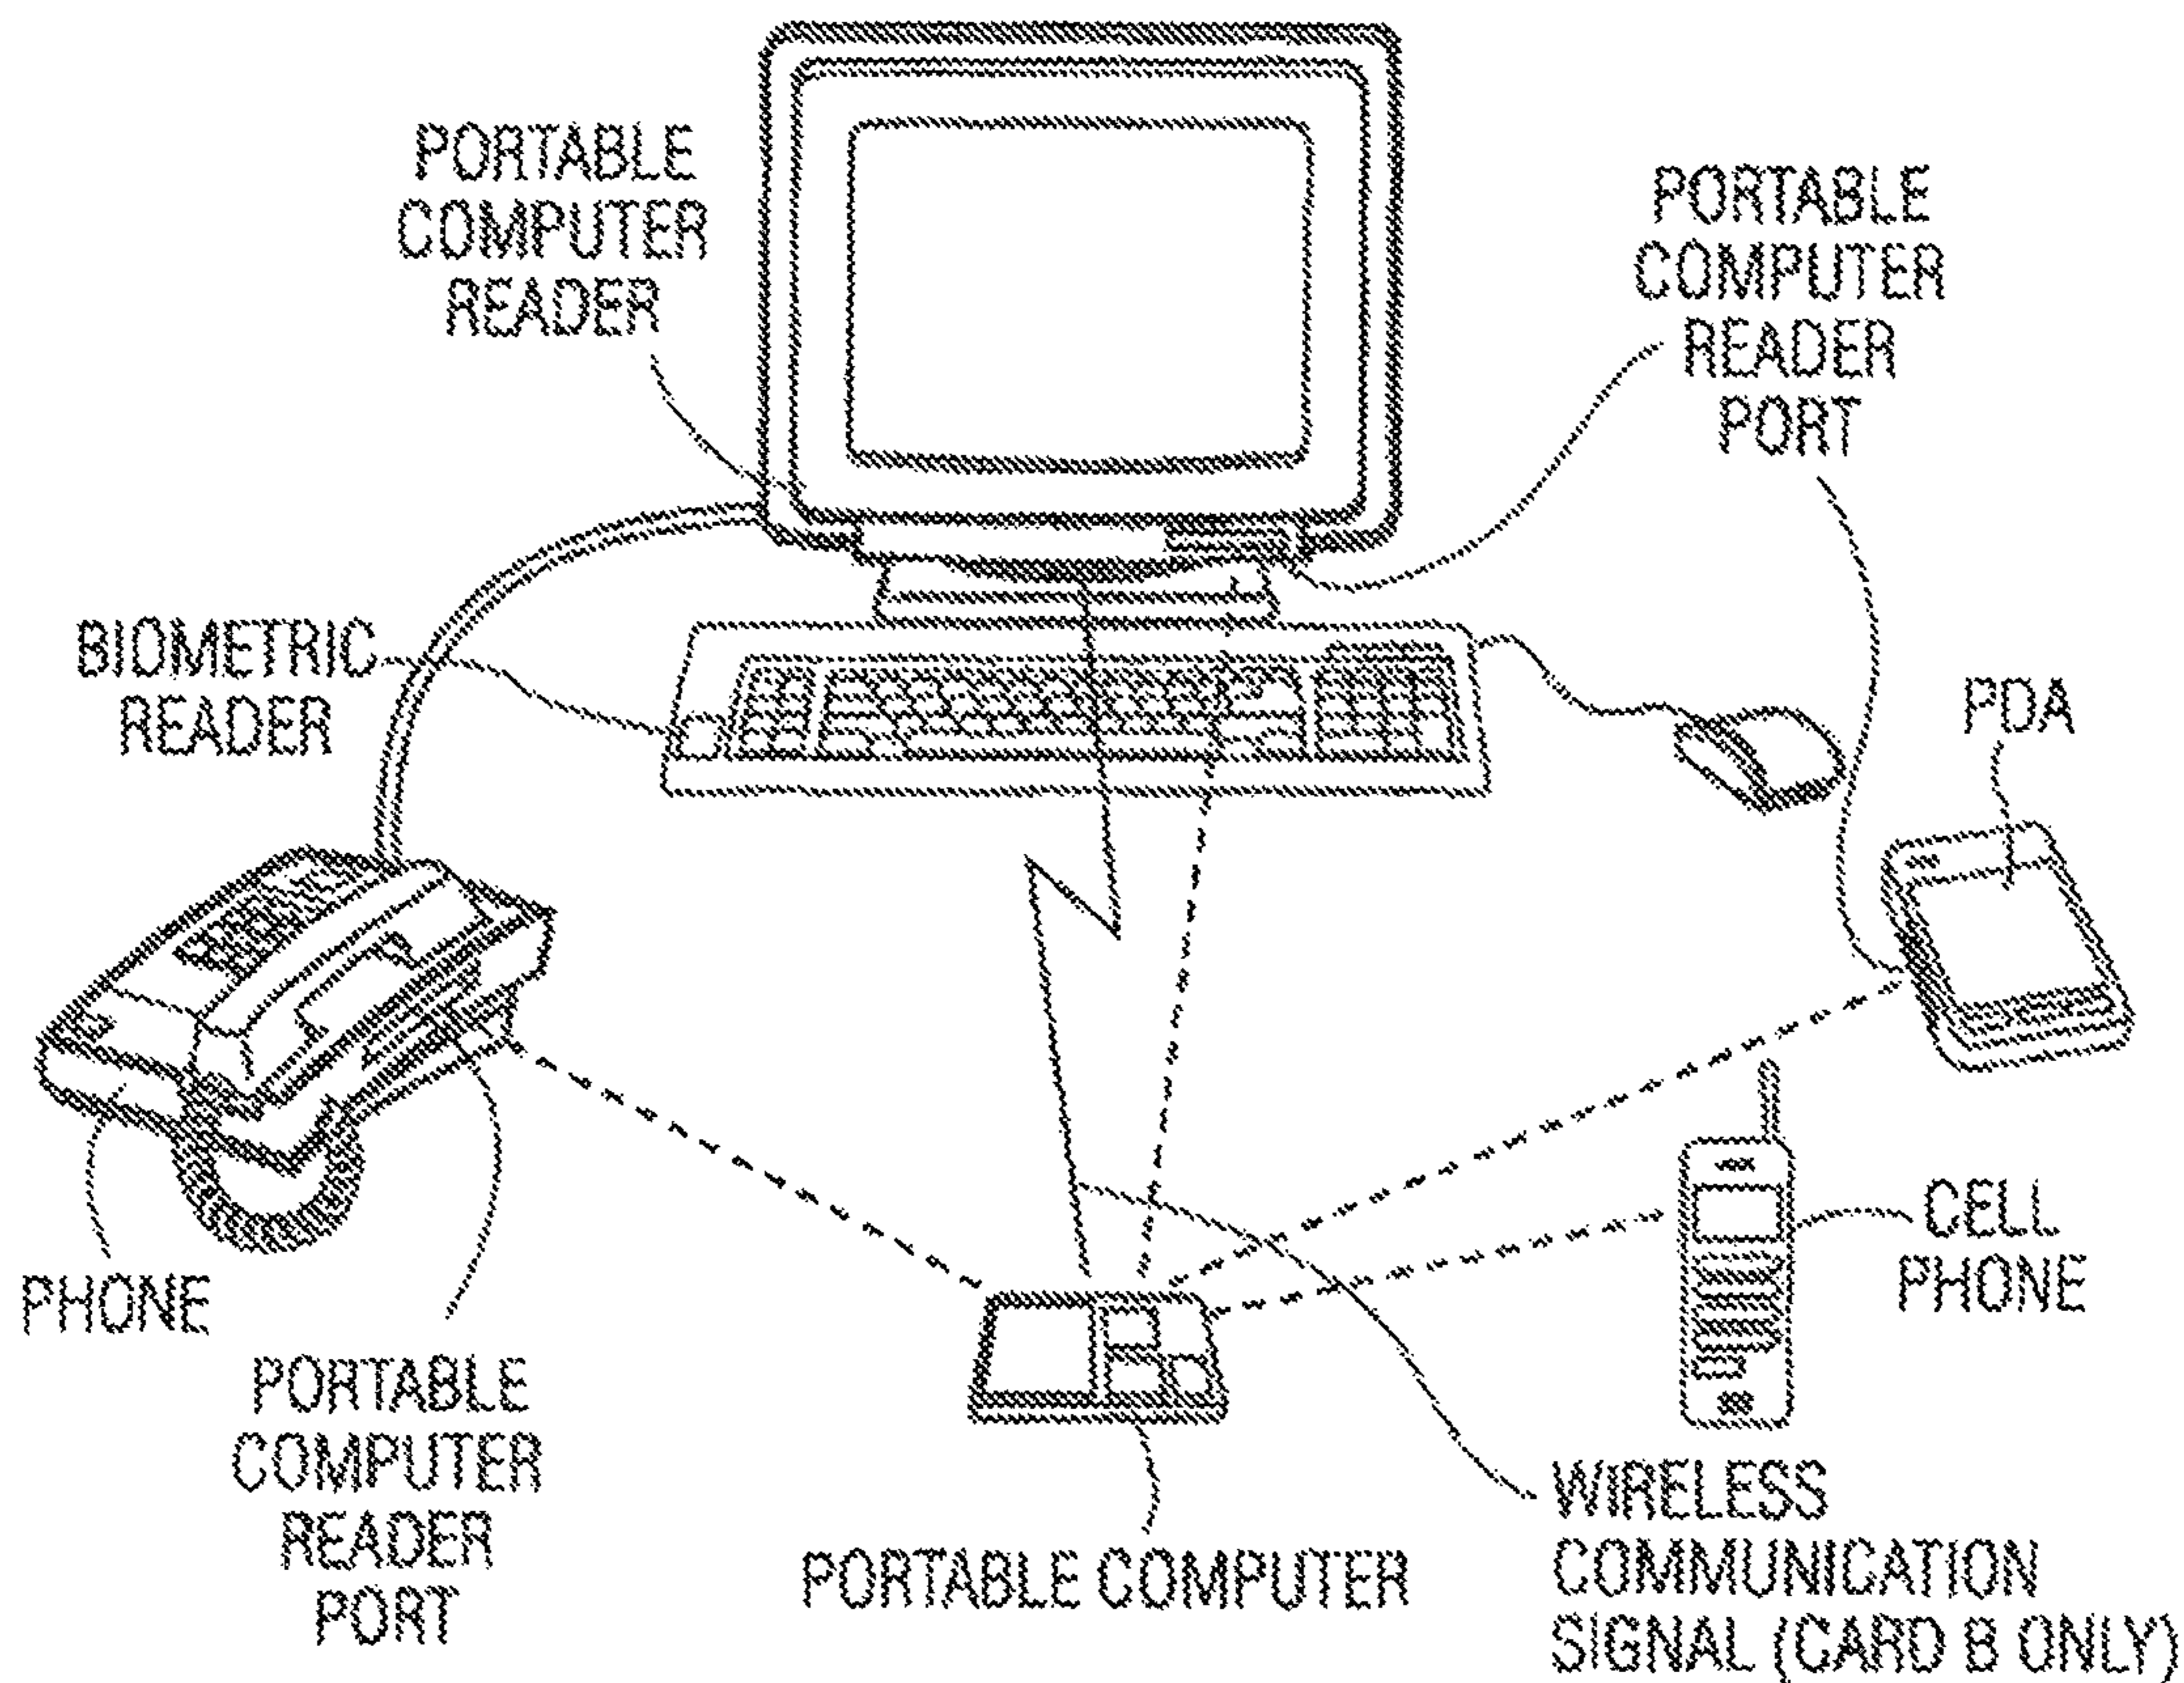 PORTABLE
COMPUTER
READER
PORTABLE
COMPUTER
READER
PORT
BIOMETRIC
READER
PDA
PHONE
PORTABLE
COMPUTER
READER
PORT
CELL
PHONE
PORTABLE COMPUTER
WIRELESS
COMMUNICATION
SIGNAL (CARD B ONLY)